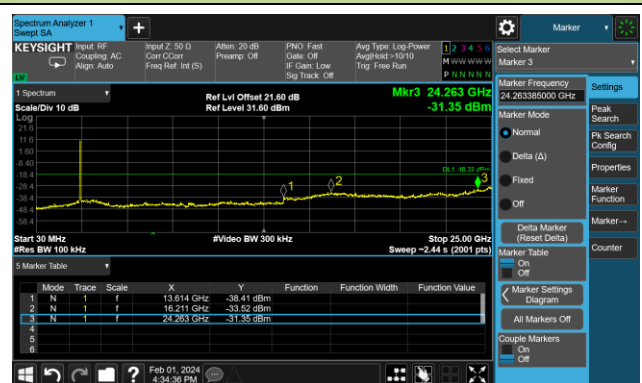 Spectrum Analyzer 1
Swept SA
+
Marker
KEYSIGHT
Input: RF
Coupling: AC
Align: Auto
Input Z: 50 Ω
Corr CCorr
Freq Ref: Int (S)
Atten: 20 dB
Preamp: Off
PNO: Fast
Gate: Off
IF Gain: Low
Sig Track: Off
Avg Type: Log-Power
Avg|Hold:>10/10
Trig: Free Run
1 2 3 4 5 6
M W W W W W
P N N N N N
LW
1 Spectrum
Scale/Div 10 dB
Log
Ref Lvl Offset 21.60 dB
Ref Level 31.60 dBm
Mkr3 24.263 GHz
-31.35 dBm
21.6
11.6
1.60
-8.40
-18.4
-28.4
-38.4
-48.4
-58.4
DL1 -18.33 dBm
1
2
3
Start 30 MHz
#Res BW 100 kHz
#Video BW 300 kHz
Stop 25.00 GHz
Sweep ~2.44 s (2001 pts)
5 Marker Table
Mode Trace Scale X Y Function Function Width Function Value
1 N 1 f 13.614 GHz -38.41 dBm
2 N 1 f 16.211 GHz -33.52 dBm
3 N 1 f 24.263 GHz -31.35 dBm
4
5
6
Feb 01, 2024
4:34:36 PM
?
Select Marker
Marker 3
Marker Frequency
24.263385000 GHz
Marker Mode
Normal
Delta (Δ)
Fixed
Off
Delta Marker
(Reset Delta)
Marker Table
On
Off
Marker Settings
Diagram
All Markers Off
Couple Markers
On
Off
Settings
Peak
Search
Pk Search
Config
Properties
Marker
Function
Marker→
Counter